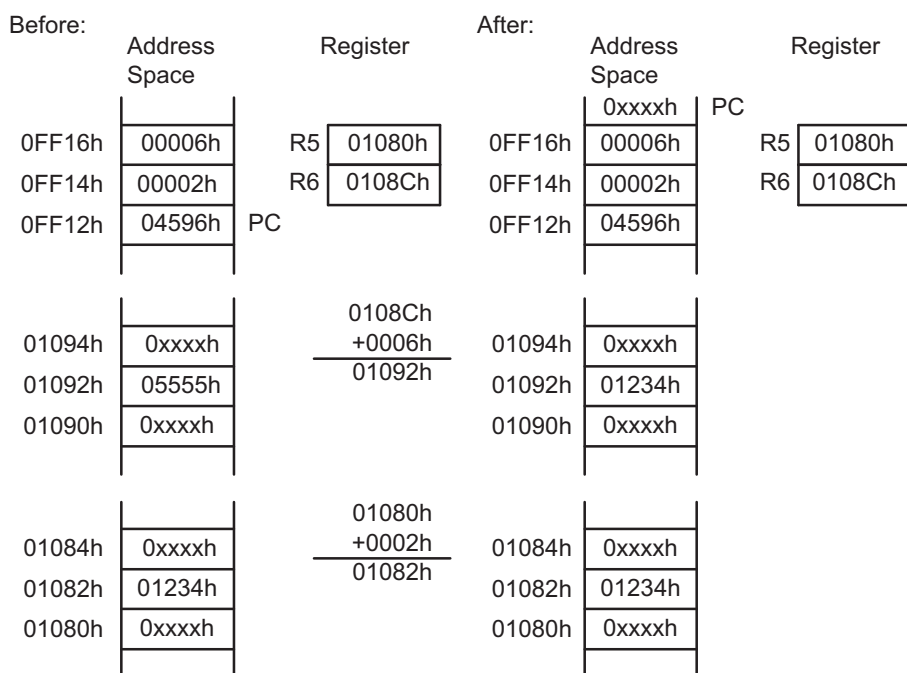 Before:
Address Space
Register
0FF16h 00006h R5 01080h
0FF14h 00002h R6 0108Ch
0FF12h 04596h PC
01094h 0xxxxh
01092h 05555h
01090h 0xxxxh
0108Ch
+0006h
01092h
01084h 0xxxxh
01082h 01234h
01080h 0xxxxh
01080h
+0002h
01082h
After:
Address Space
Register
0xxxxh PC
0FF16h 00006h R5 01080h
0FF14h 00002h R6 0108Ch
0FF12h 04596h
01094h 0xxxxh
01092h 01234h
01090h 0xxxxh
01084h 0xxxxh
01082h 01234h
01080h 0xxxxh